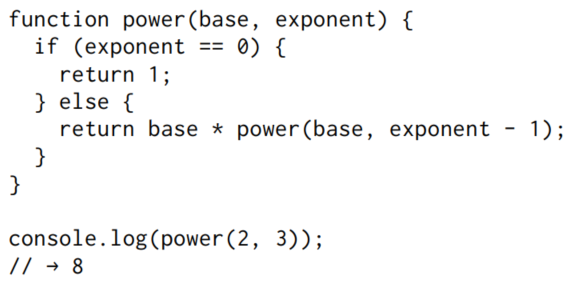 function power(base, exponent) {
  if (exponent == 0) {
    return 1;
  } else {
    return base * power(base, exponent - 1);
  }
}

console.log(power(2, 3));
// → 8